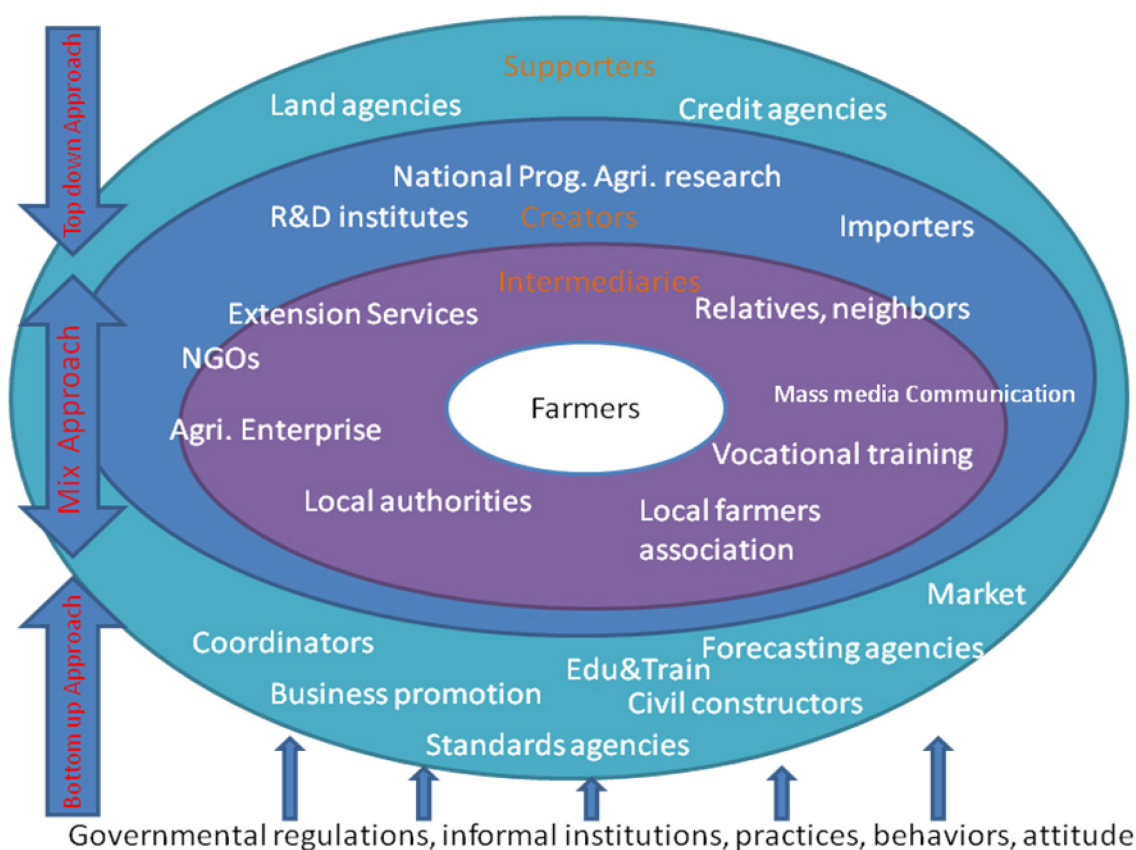 Top down Approach
Mix Approach
Bottom up Approach
Supporters
Land agencies
Credit agencies
National Prog. Agri. research
R&D institutes
Creators
Importers
Intermediaries
Extension Services
Relatives, neighbors
NGOs
Mass media Communication
Farmers
Agri. Enterprise
Vocational training
Local authorities
Local farmers
association
Market
Coordinators
Forecasting agencies
Edu&Train
Business promotion
Civil constructors
Standards agencies
Governmental regulations, informal institutions, practices, behaviors, attitude